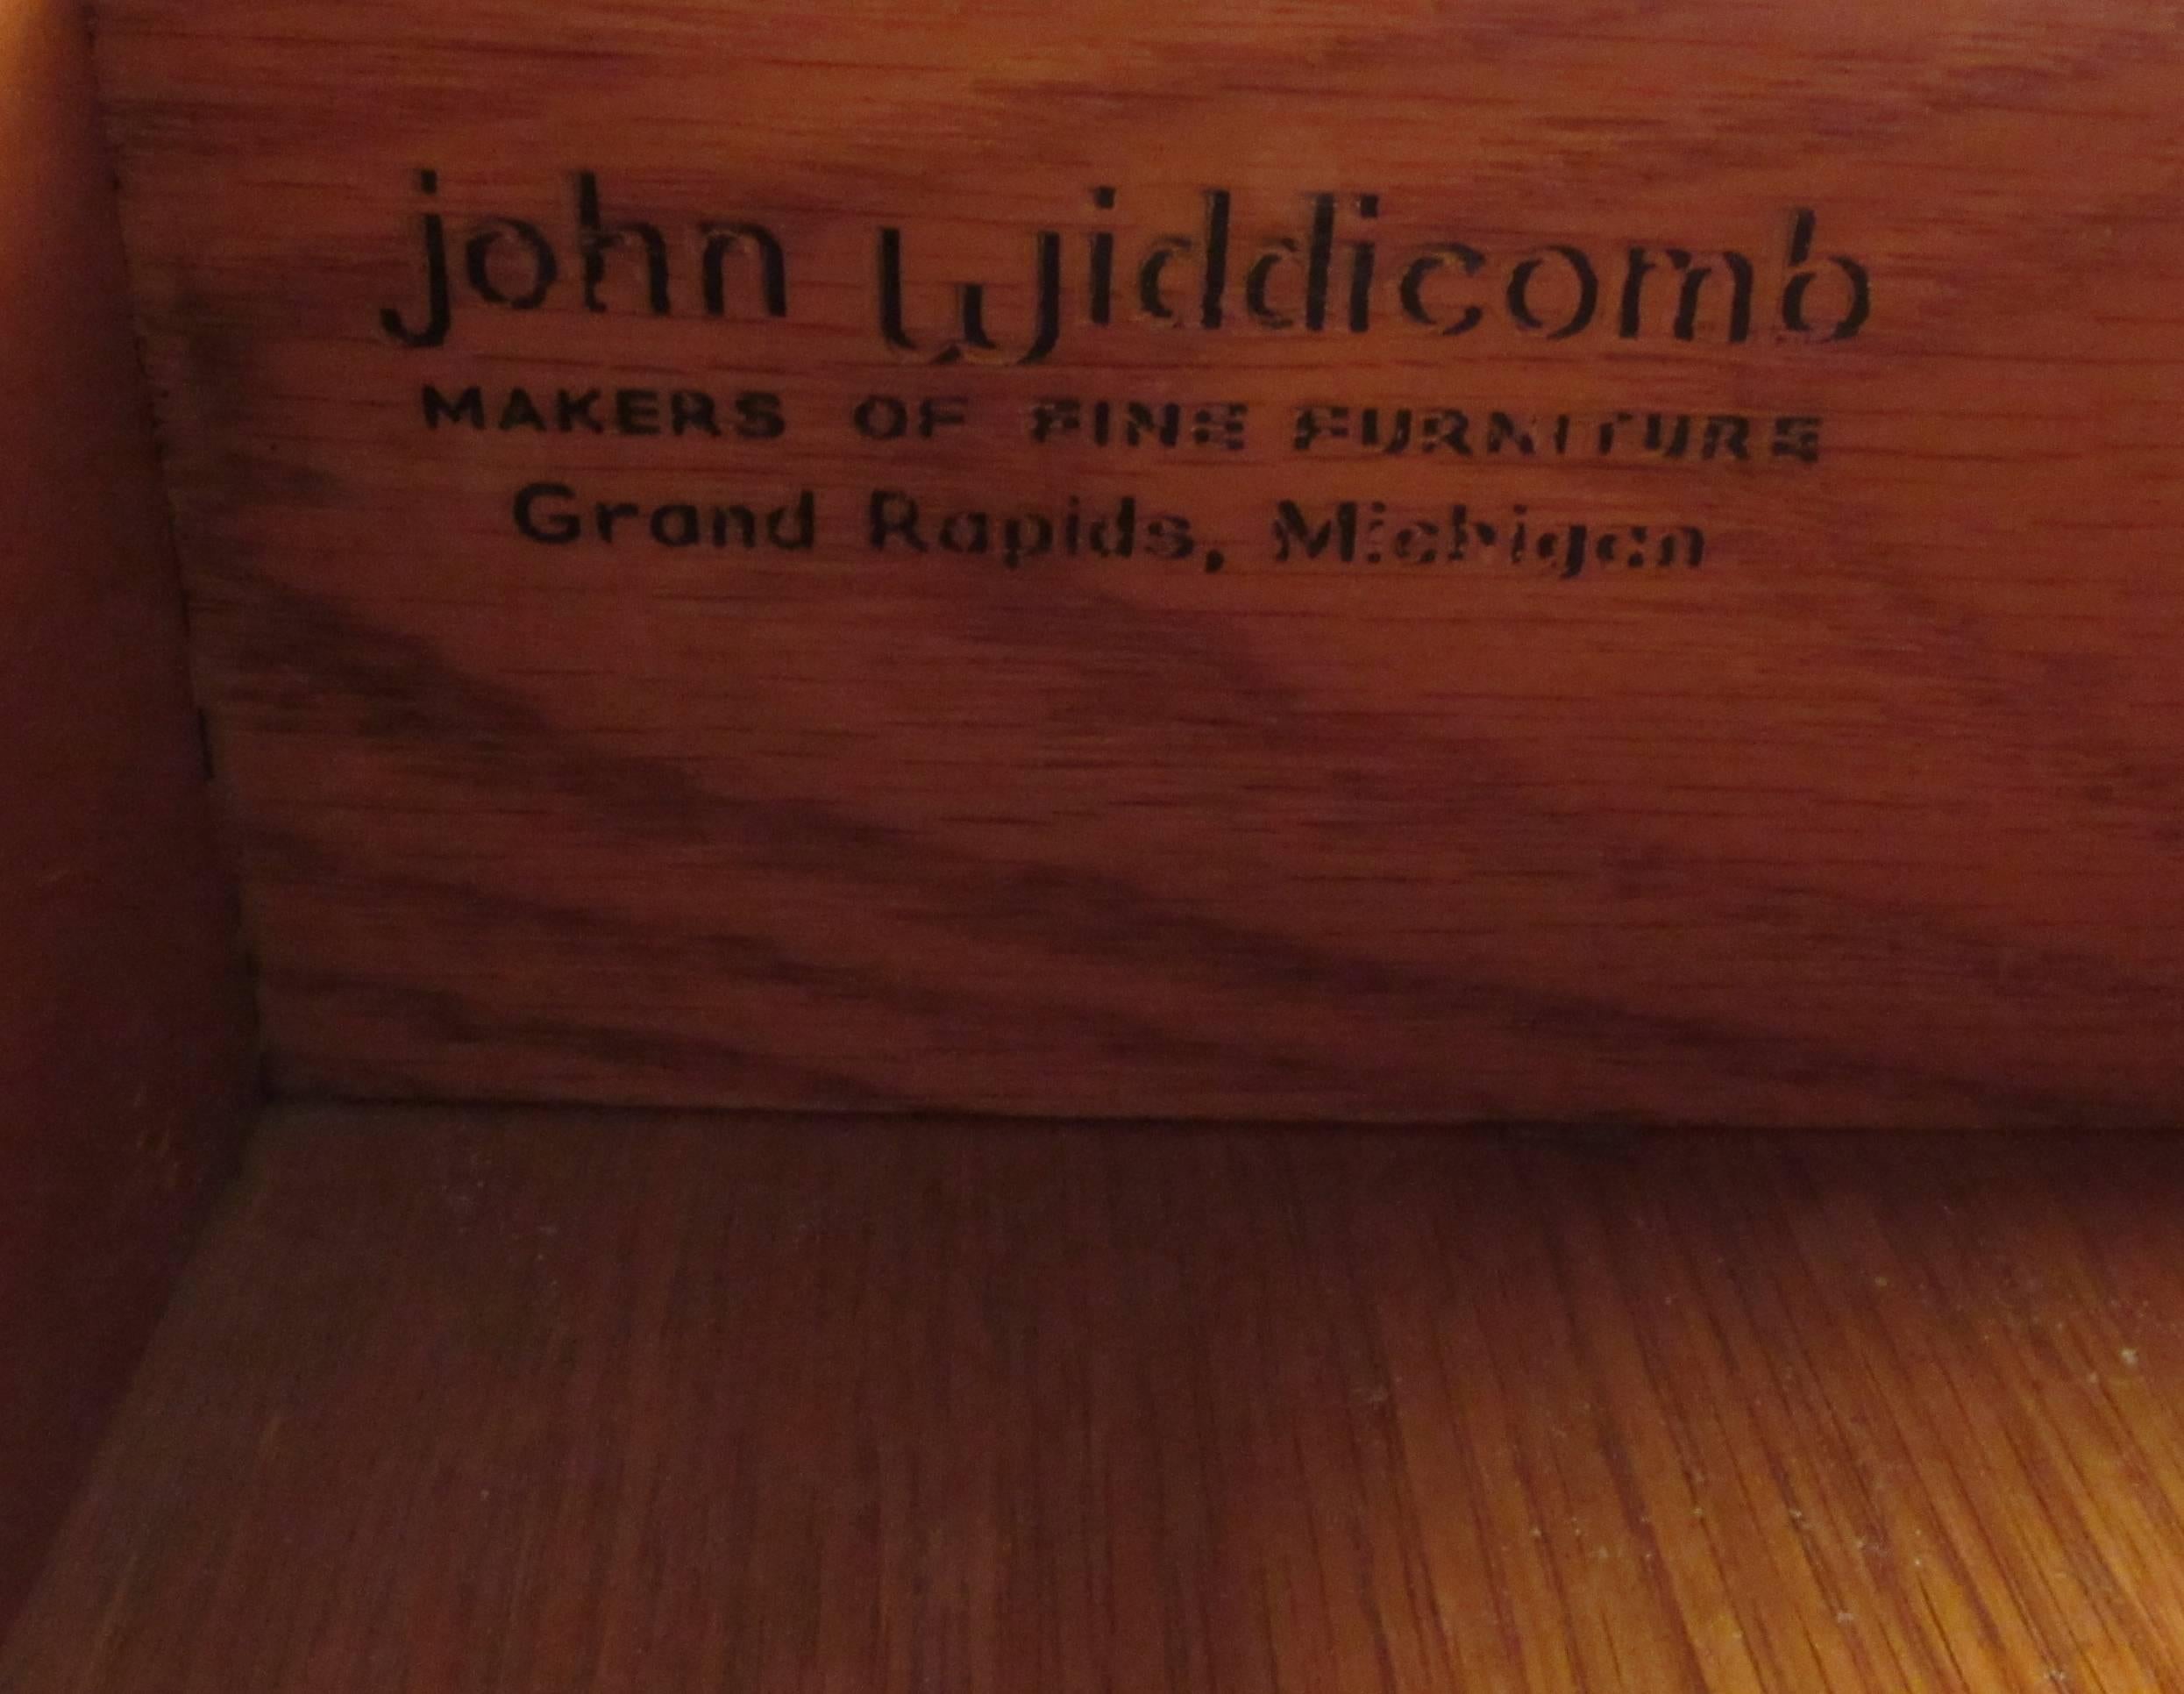 john widdicomb
MAKERS OF FINE FURNITURE
Grand Rapids, Michigan